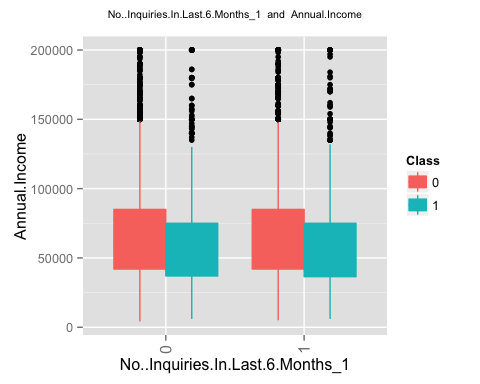 No..Inquiries.In.Last.6.Months_1 and Annual.Income
200000
150000
100000
50000
0
Annual.Income
0
1
No..Inquiries.In.Last.6.Months_1
Class
0
1